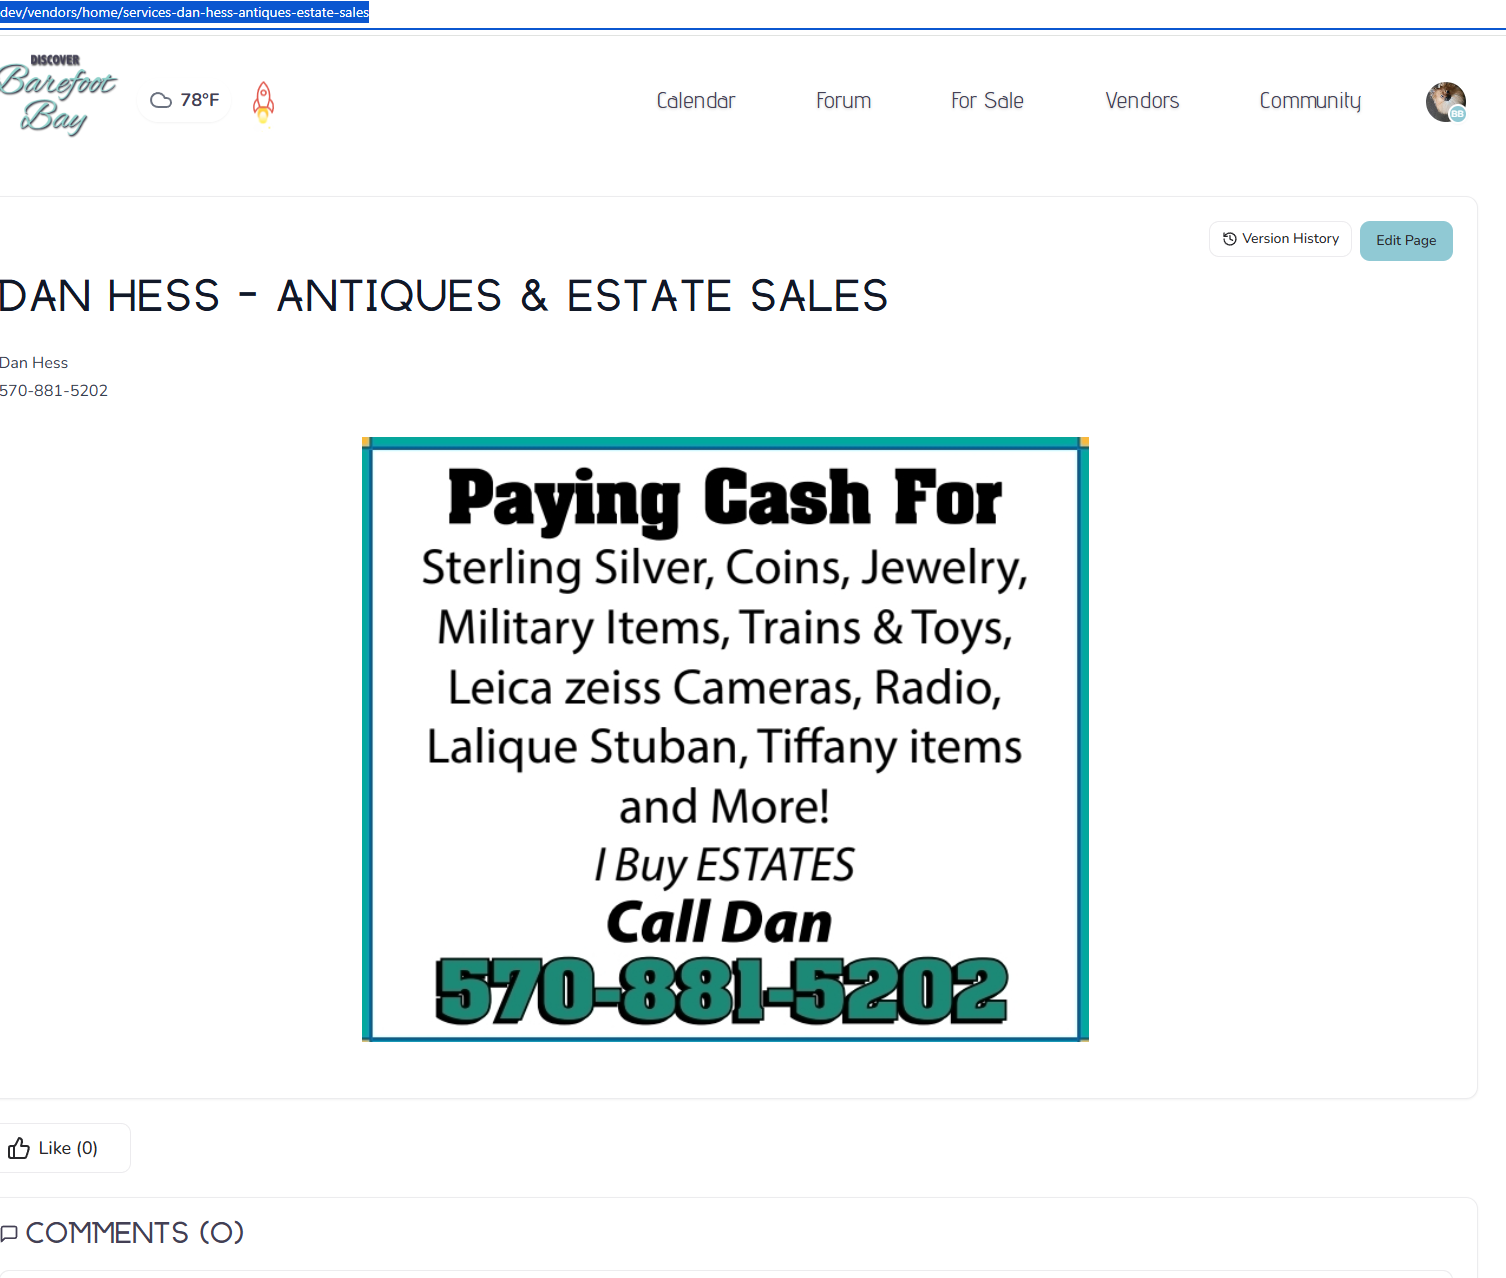 dev/vendors/home/services-dan-hess-antiques-estate-sales
DISCOVER
Barefoot
Bay
78°F
Calendar
Forum
For Sale
Vendors
Community
BB
Version History
Edit Page
DAN HESS - ANTIQUES & ESTATE SALES
Dan Hess
570-881-5202
Paying Cash For
Sterling Silver, Coins, Jewelry,
Military Items, Trains & Toys,
Leica zeiss Cameras, Radio,
Lalique Stuban, Tiffany items
and More!
I Buy ESTATES
Call Dan
570-881-5202
Like (0)
COMMENTS (0)